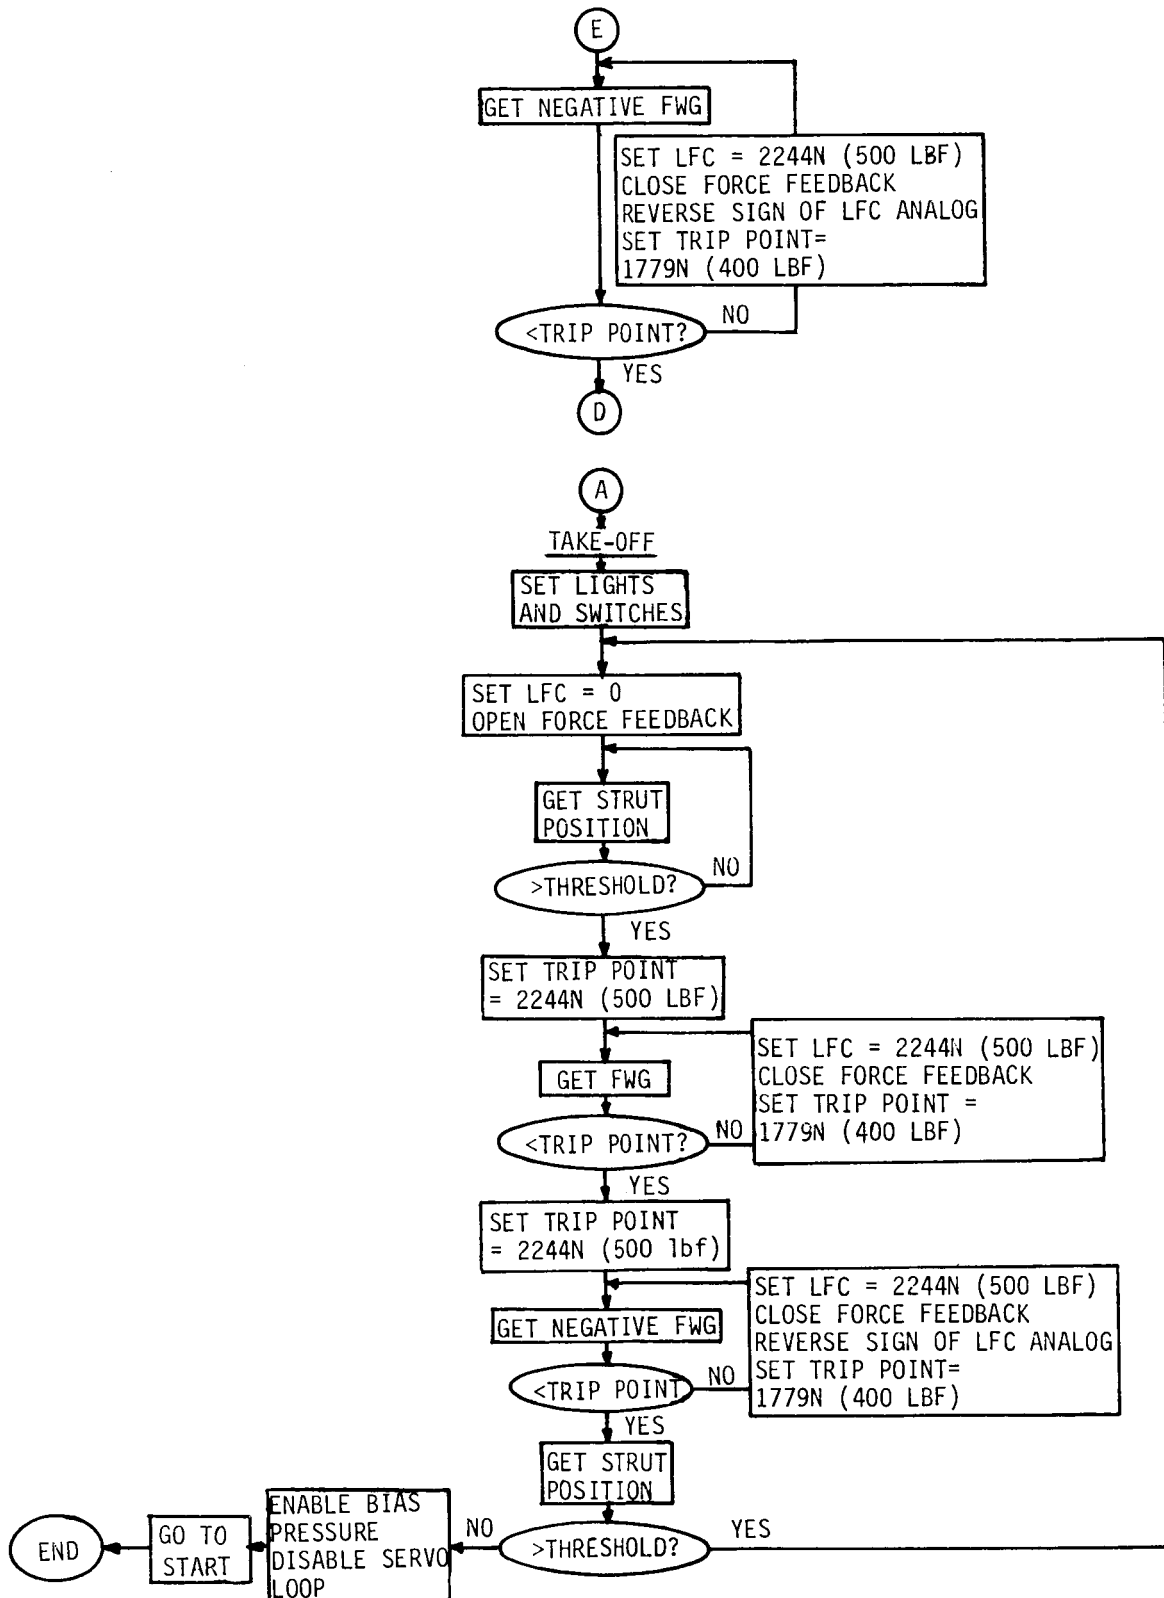 E
GET NEGATIVE FWG
SET LFC = 2244N (500 LBF)
CLOSE FORCE FEEDBACK
REVERSE SIGN OF LFC ANALOG
SET TRIP POINT=
1779N (400 LBF)
<TRIP POINT?
NO
YES
D
A
TAKE-OFF
SET LIGHTS
AND SWITCHES
SET LFC = 0
OPEN FORCE FEEDBACK
GET STRUT
POSITION
NO
>THRESHOLD?
YES
SET TRIP POINT
= 2244N (500 LBF)
SET LFC = 2244N (500 LBF)
CLOSE FORCE FEEDBACK
SET TRIP POINT =
1779N (400 LBF)
GET FWG
<TRIP POINT?
NO
YES
SET TRIP POINT
= 2244N (500 lbf)
SET LFC = 2244N (500 LBF)
CLOSE FORCE FEEDBACK
REVERSE SIGN OF LFC ANALOG
SET TRIP POINT=
1779N (400 LBF)
GET NEGATIVE FWG
<TRIP POINT
NO
YES
GET STRUT
POSITION
>THRESHOLD?
YES
NO
ENABLE BIAS
PRESSURE
DISABLE SERVO
LOOP
GO TO
START
END